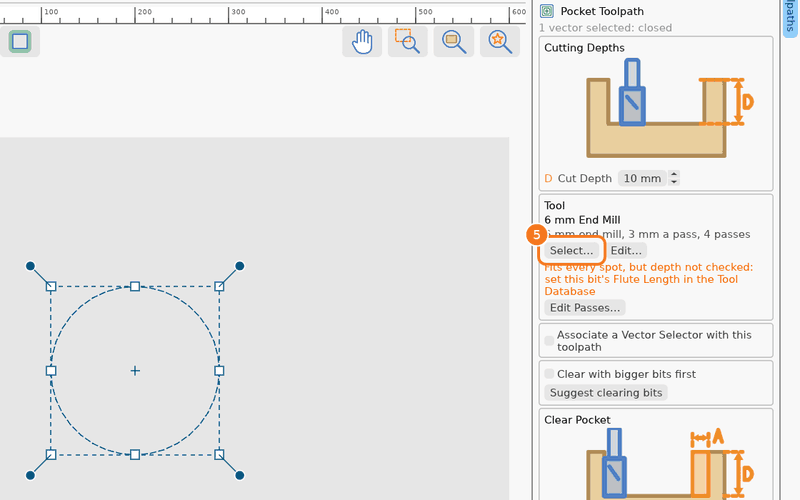 100
200
300
400
500
600
lpaths
Pocket Toolpath
1 vector selected: closed
Cutting Depths
D
D Cut Depth 10 mm
Tool
6 mm End Mill
mm end mill, 3 mm a pass, 4 passes
5
Select... Edit...
Fits every spot, but depth not checked:
set this bit's Flute Length in the Tool
Database
Edit Passes...
Associate a Vector Selector with this
toolpath
Clear with bigger bits first
Suggest clearing bits
Clear Pocket
A
D